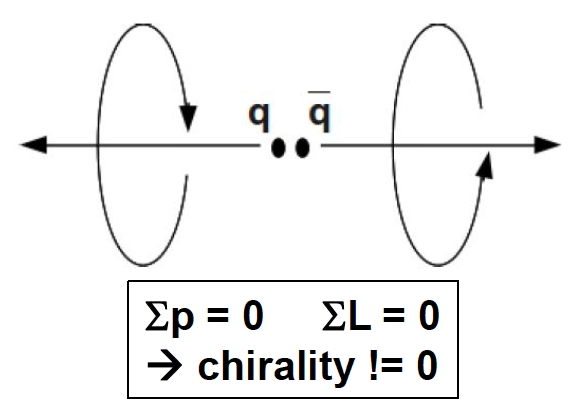 q q̅
Σp = 0 ΣL = 0
→ chirality != 0